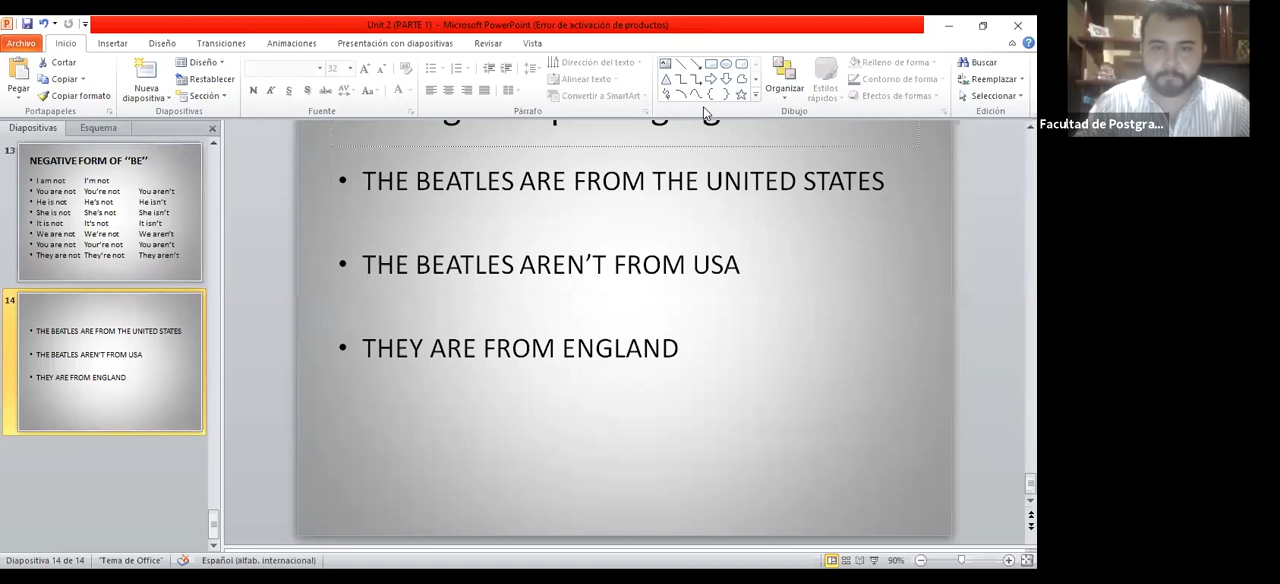 Unit 2 (PARTE 1) - Microsoft PowerPoint (Error de activación de productos)
Archivo Inicio Insertar Diseño Transiciones Animaciones Presentación con diapositivas Revisar Vista
Pegar
Cortar
Copiar
Copiar formato
Portapapeles
Nueva diapositiva
Diseño
Restablecer
Sección
Diapositivas
32
N K S S abc AV Aa A
Fuente
Dirección del texto
Alinear texto
Convertir a SmartArt
Párrafo
Organizar
Estilos rápidos
Relleno de forma
Contorno de forma
Efectos de formas
Dibujo
Buscar
Reemplazar
Seleccionar
Edición
Facultad de Postgra...
Diapositivas Esquema
13
NEGATIVE FORM OF “BE”
• I am not I'm not
• You are not You're not You aren't
• He is not He's not He isn't
• She is not She's not She isn't
• It is not It's not It isn't
• We are not We're not We aren't
• You are not Your're not You aren't
• They are not They're not They aren't
14
• THE BEATLES ARE FROM THE UNITED STATES
• THE BEATLES AREN'T FROM USA
• THEY ARE FROM ENGLAND
• THE BEATLES ARE FROM THE UNITED STATES
• THE BEATLES AREN'T FROM USA
• THEY ARE FROM ENGLAND
Diapositiva 14 de 14 "Tema de Office" Español (alfab. internacional) 90%